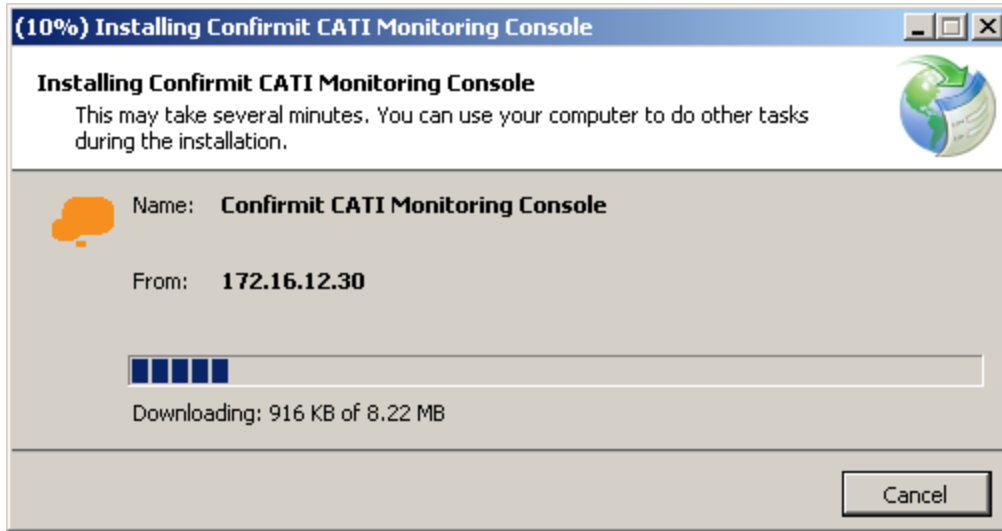 (10%) Installing Confirmit CATI Monitoring Console
Installing Confirmit CATI Monitoring Console
This may take several minutes. You can use your computer to do other tasks
during the installation.
Name: Confirmit CATI Monitoring Console
From: 172.16.12.30
Downloading: 916 KB of 8.22 MB
Cancel